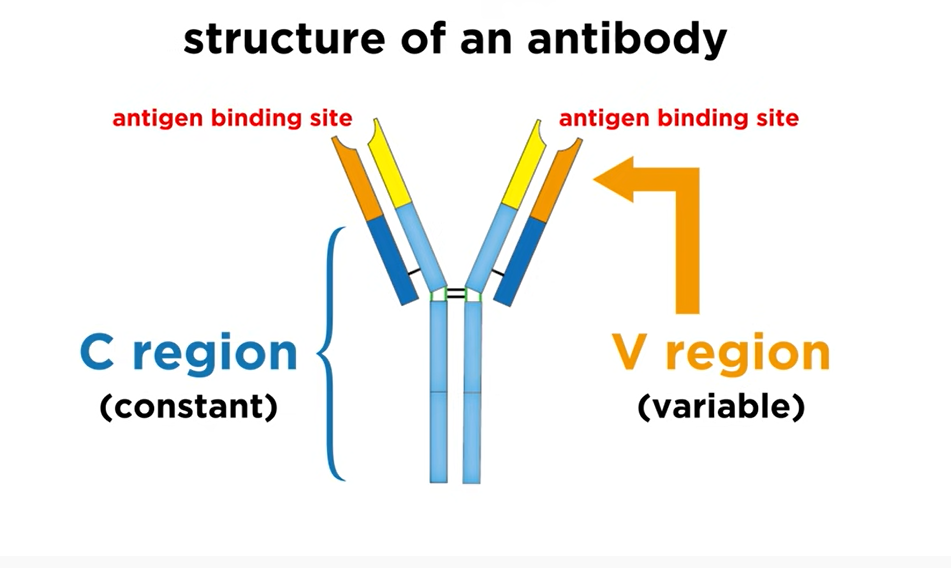 structure of an antibody
antigen binding site
antigen binding site
C region
(constant)
V region
(variable)